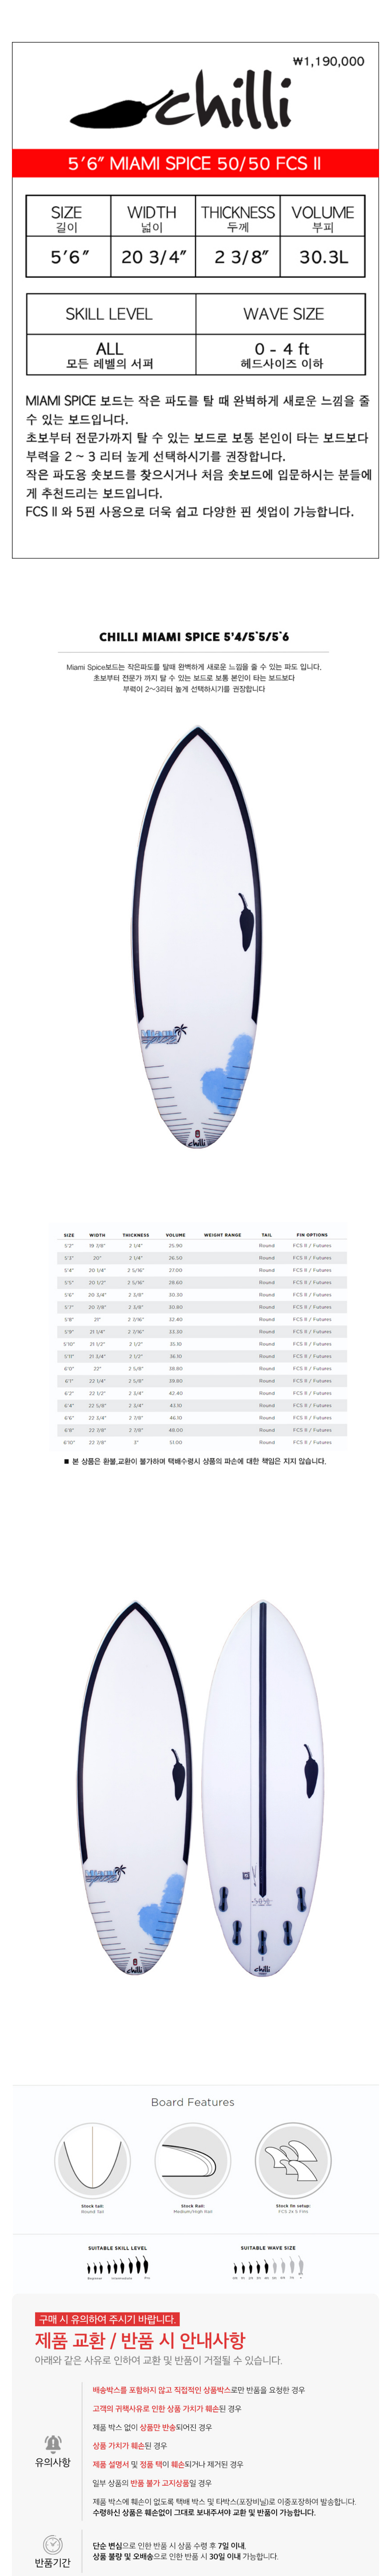 ₩1,190,000
chilli
5′6″ MIAMI SPICE 50/50 FCS II
SIZE WIDTH THICKNESS VOLUME
길이 넓이 두께 부피
5′6″ 20 3/4″ 2 3/8″ 30.3L
SKILL LEVEL WAVE SIZE
ALL 0 - 4 ft
모든 레벨의 서퍼 헤드사이즈 이하
MIAMI SPICE 보드는 작은 파도를 탈 때 완벽하게 새로운 느낌을 줄
수 있는 보드입니다.
초보부터 전문가까지 탈 수 있는 보드로 보통 본인이 타는 보드보다
부력을 2 ~ 3 리터 높게 선택하시기를 권장합니다.
작은 파도용 숏보드를 찾으시거나 처음 숏보드에 입문하시는 분들에
게 추천드리는 보드입니다.
FCS II 와 5핀 사용으로 더욱 쉽고 다양한 핀 셋업이 가능합니다.
CHILLI MIAMI SPICE 5'4/5'5/5'6
Miami Spice보드는 작은파도를 탈때 완벽하게 새로운 느낌을 줄 수 있는 파도 입니다.
초보부터 전문가 까지 탈 수 있는 보드로 보통 본인이 타는 보드보다
부력이 2~3리터 높게 선택하시기를 권장합니다
MIAMI
chilli
SIZE WIDTH THICKNESS VOLUME WEIGHT RANGE TAIL FIN OPTIONS
5'2" 19 7/8" 2 1/4" 25.90 Round FCS II / Futures
5'3" 20" 2 1/4" 26.50 Round FCS II / Futures
5'4" 20 1/4" 2 5/16" 27.00 Round FCS II / Futures
5'5" 20 1/2" 2 5/16" 28.60 Round FCS II / Futures
5'6" 20 3/4" 2 3/8" 30.30 Round FCS II / Futures
5'7" 20 7/8" 2 3/8" 30.80 Round FCS II / Futures
5'8" 21" 2 7/16" 32.40 Round FCS II / Futures
5'9" 21 1/4" 2 7/16" 33.30 Round FCS II / Futures
5'10" 21 1/2" 2 1/2" 35.10 Round FCS II / Futures
5'11" 21 3/4" 2 1/2" 36.10 Round FCS II / Futures
6'0" 22" 2 5/8" 38.80 Round FCS II / Futures
6'1" 22 1/4" 2 5/8" 39.80 Round FCS II / Futures
6'2" 22 1/2" 2 3/4" 42.40 Round FCS II / Futures
6'4" 22 5/8" 2 3/4" 43.10 Round FCS II / Futures
6'6" 22 3/4" 2 7/8" 46.10 Round FCS II / Futures
6'8" 22 7/8" 2 7/8" 48.00 Round FCS II / Futures
6'10" 22 7/8" 3" 51.00 Round FCS II / Futures
■ 본 상품은 환불,교환이 불가하며 택배수령시 상품의 파손에 대한 책임은 지지 않습니다.
MIAMI
chilli
Board Features
Stock tail: Stock Rail: Stock fin setup:
Round Tail Medium/High Rail FCS 2x 5 Fins
SUITABLE SKILL LEVEL SUITABLE WAVE SIZE
Beginner Intermediate Pro
구매 시 유의하여 주시기 바랍니다.
제품 교환 / 반품 시 안내사항
아래와 같은 사유로 인하여 교환 및 반품이 거절될 수 있습니다.
유의사항
배송박스를 포함하지 않고 직접적인 상품박스로만 반품을 요청한 경우
고객의 귀책사유로 인한 상품 가치가 훼손된 경우
제품 박스 없이 상품만 반송되어진 경우
상품 가치가 훼손된 경우
제품 설명서 및 정품 택이 훼손되거나 제거된 경우
일부 상품의 반품 불가 고지상품일 경우
제품 박스에 훼손이 없도록 택배 박스 및 타박스(포장비닐)로 이중포장하여 발송합니다.
수령하신 상품은 훼손없이 그대로 보내주셔야 교환 및 반품이 가능합니다.
반품기간
단순 변심으로 인한 반품 시 상품 수령 후 7일 이내,
상품 불량 및 오배송으로 인한 반품 시 30일 이내 가능합니다.